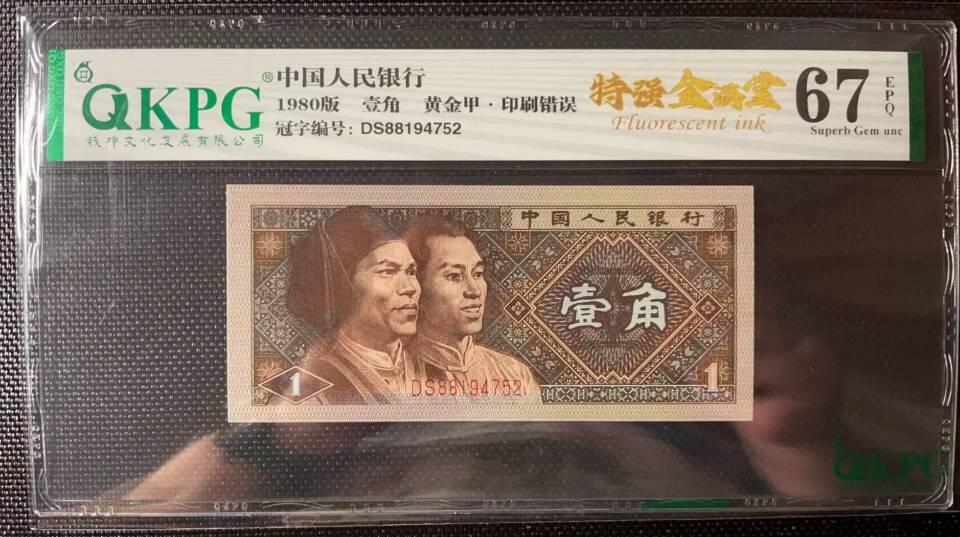 QKPG®
钱坤文化发展有限公司
中国人民银行
1980版 壹角 黄金甲·印刷错误
冠字编号: DS88194752
特强金满堂
Fluorescent ink
67
EPQ
Superb Gem unc
中国人民银行
壹角
1
DS88194752
1
QKPG